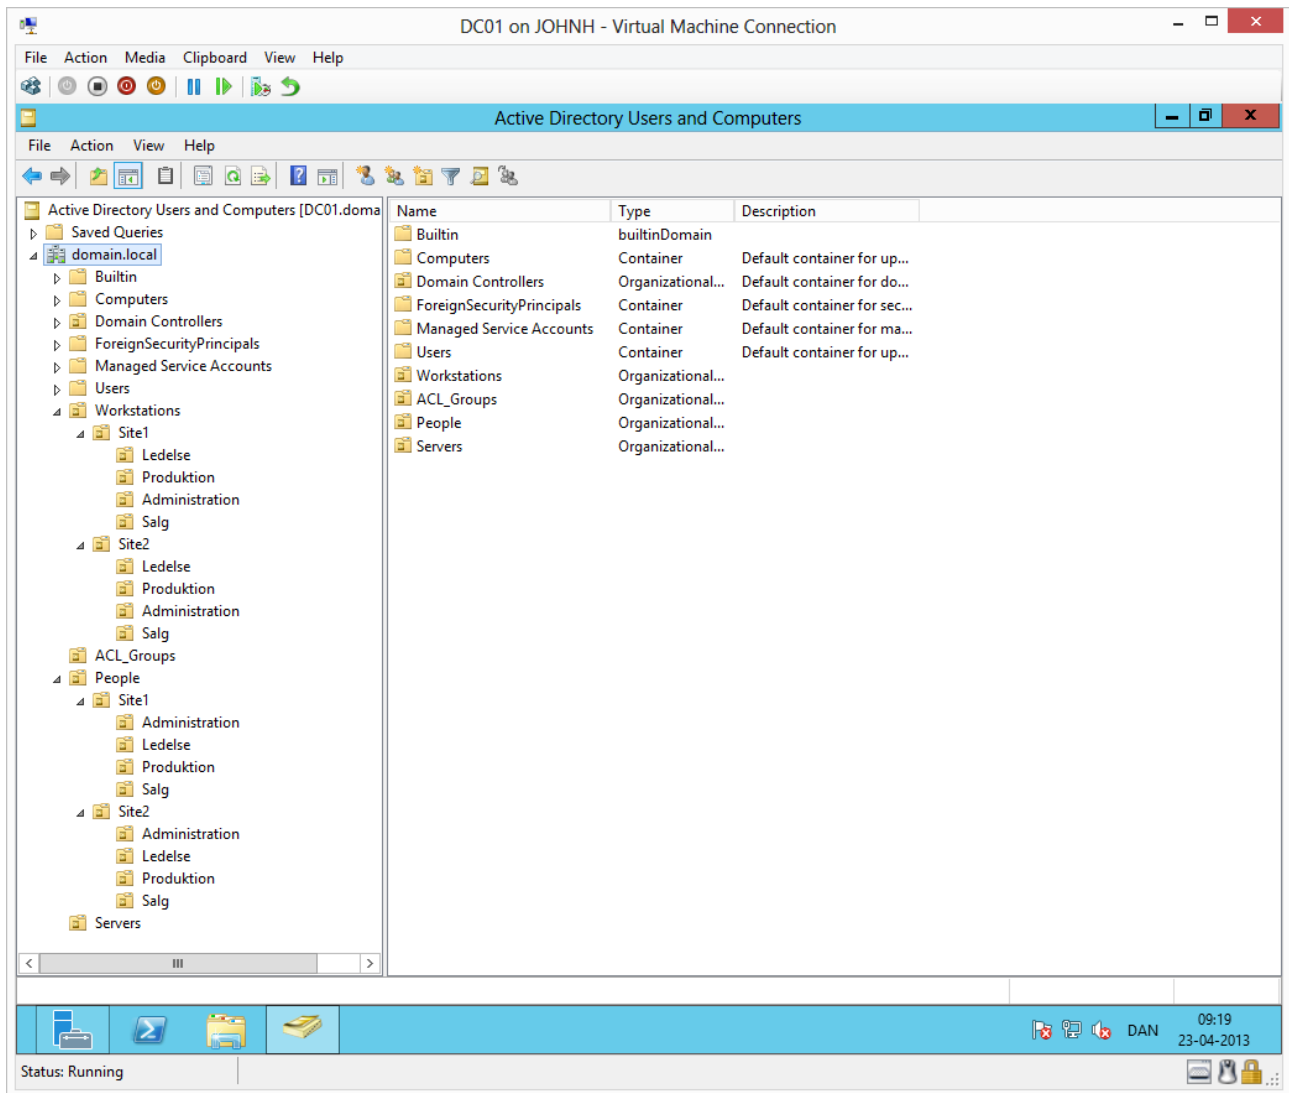 DC01 on JOHNH - Virtual Machine Connection
File Action Media Clipboard View Help
Active Directory Users and Computers
File Action View Help
Active Directory Users and Computers [DC01.doma
Saved Queries
domain.local
Builtin
Computers
Domain Controllers
ForeignSecurityPrincipals
Managed Service Accounts
Users
Workstations
Site1
Ledelse
Produktion
Administration
Salg
Site2
Ledelse
Produktion
Administration
Salg
ACL_Groups
People
Site1
Administration
Ledelse
Produktion
Salg
Site2
Administration
Ledelse
Produktion
Salg
Servers
Name Type Description
Builtin builtinDomain
Computers Container Default container for up...
Domain Controllers Organizational... Default container for do...
ForeignSecurityPrincipals Container Default container for sec...
Managed Service Accounts Container Default container for ma...
Users Container Default container for up...
Workstations Organizational...
ACL_Groups Organizational...
People Organizational...
Servers Organizational...
DAN
09:19
23-04-2013
Status: Running